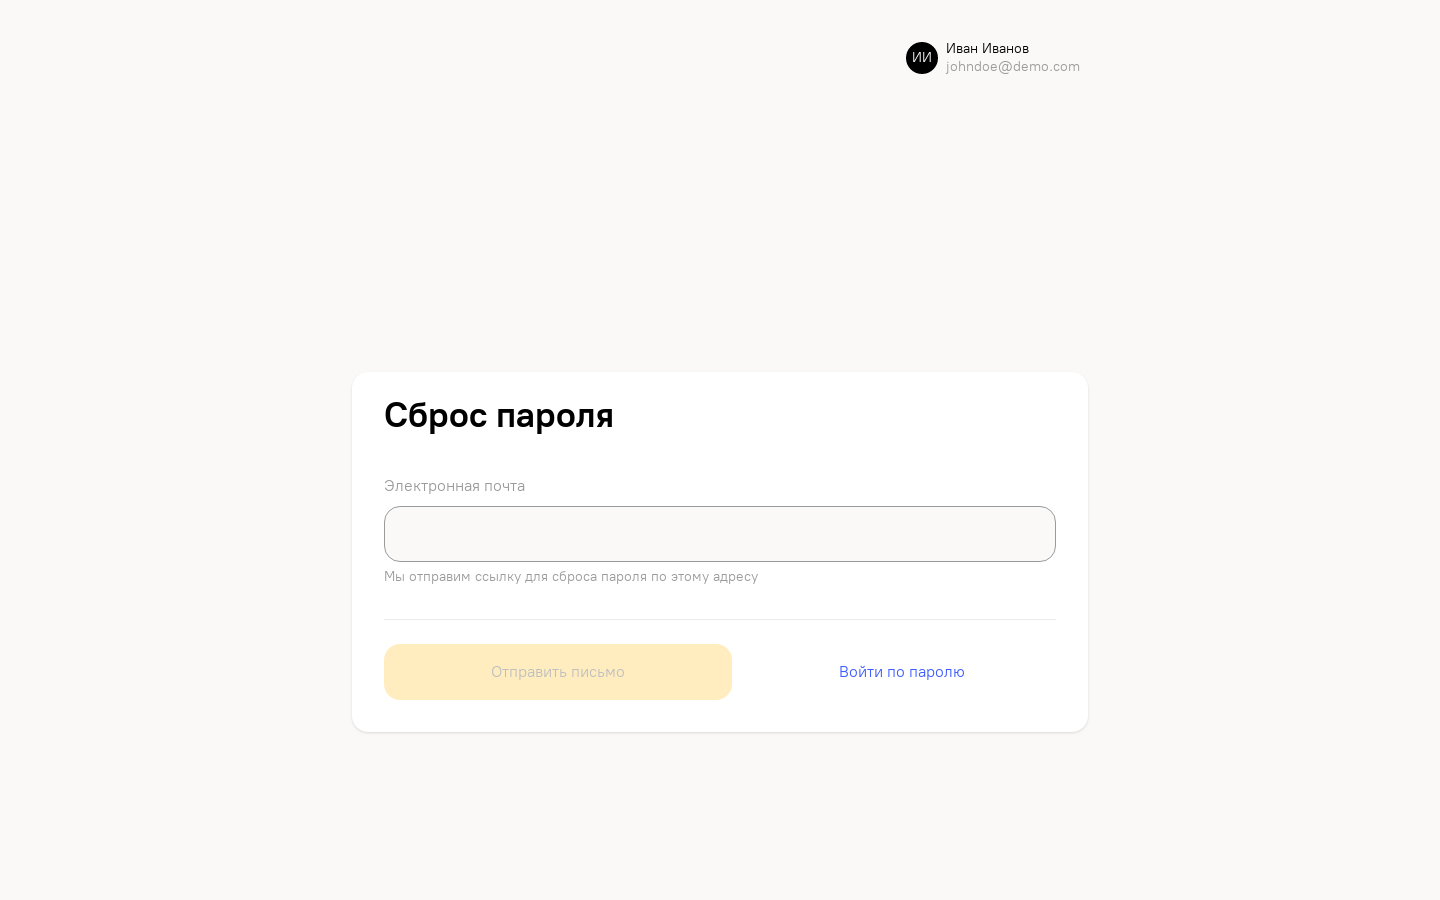 ИИ
Иван Иванов
johndoe@demo.com
Сброс пароля
Электронная почта
Мы отправим ссылку для сброса пароля по этому адресу
Отправить письмо
Войти по паролю